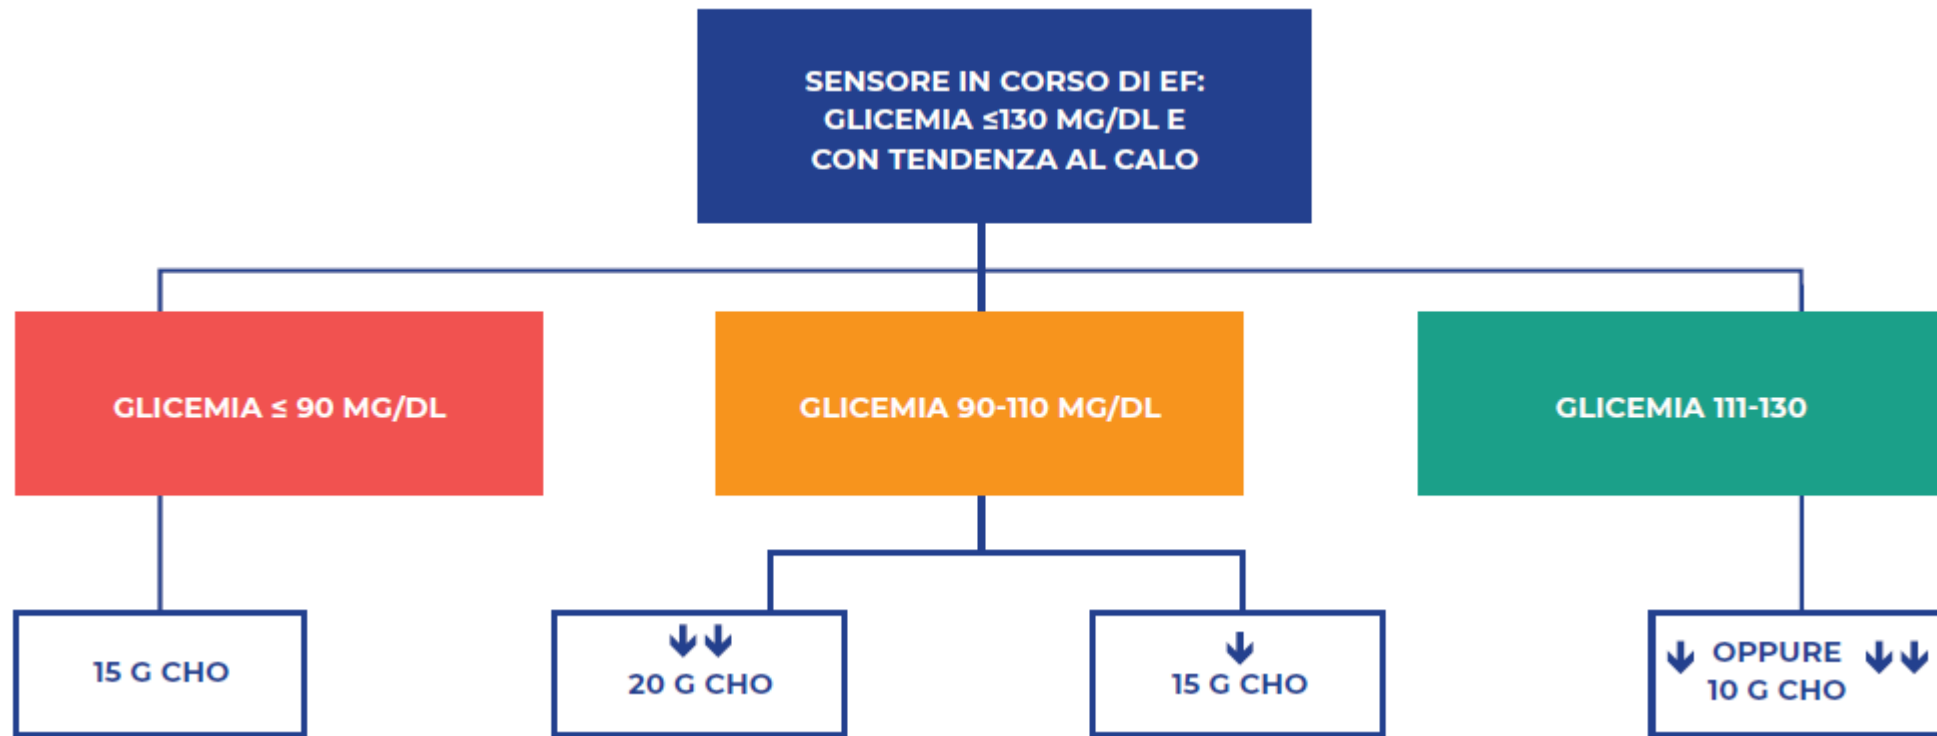 SENSORE IN CORSO DI EF:
GLICEMIA ≤130 MG/DL E
CON TENDENZA AL CALO
GLICEMIA ≤ 90 MG/DL
GLICEMIA 90-110 MG/DL
GLICEMIA 111-130
15 G CHO
↓↓
20 G CHO
↓
15 G CHO
↓ OPPURE ↓↓
10 G CHO